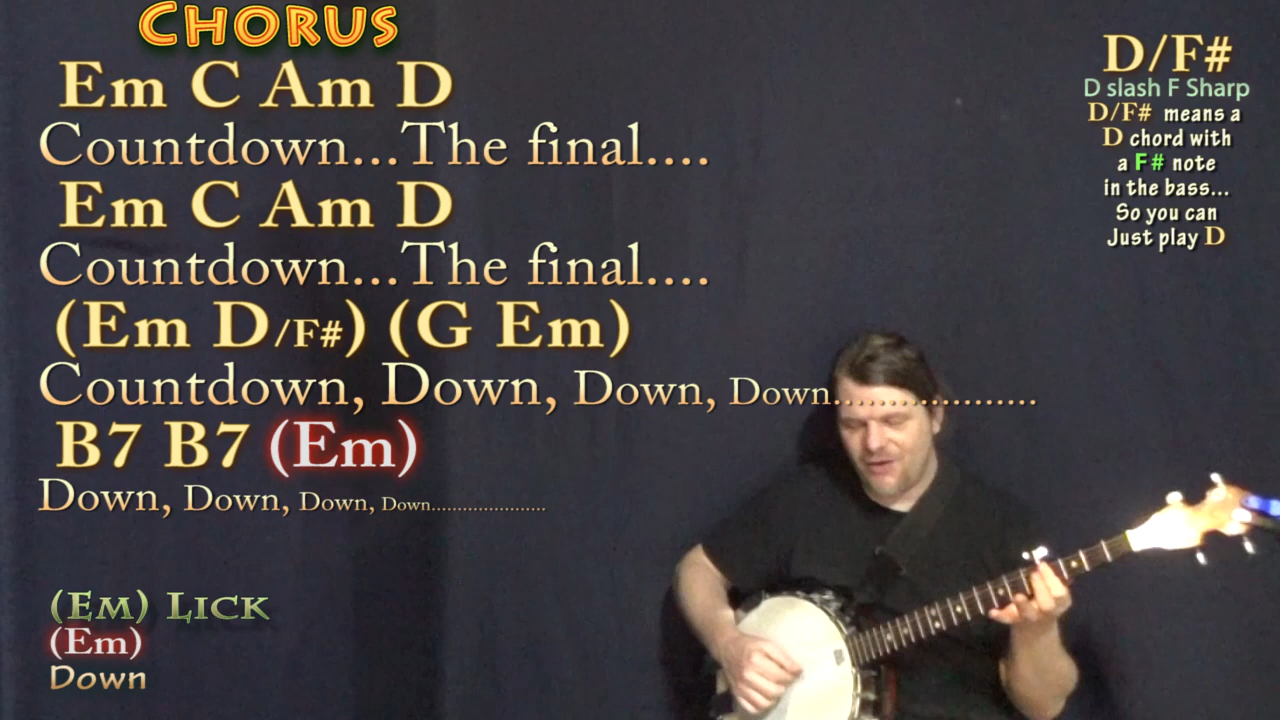 CHORUS
Em C Am D
Countdown...The final....
Em C Am D
Countdown...The final....
(Em D/F#) (G Em)
Countdown, Down, Down, Down..................
B7 B7 (Em)
Down, Down, Down, Down......................
(EM) LICK
(Em)
Down
D/F#
D slash F Sharp
D/F# means a
D chord with
a F# note
in the bass...
So you can
Just play D